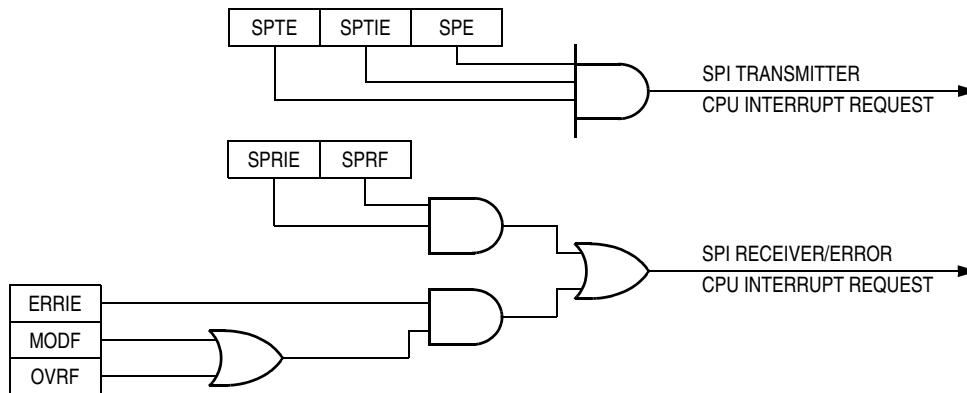 SPTE SPTIE SPE
SPI TRANSMITTER
CPU INTERRUPT REQUEST
SPRIE SPRF
SPI RECEIVER/ERROR
CPU INTERRUPT REQUEST
ERRIE
MODF
OVRF